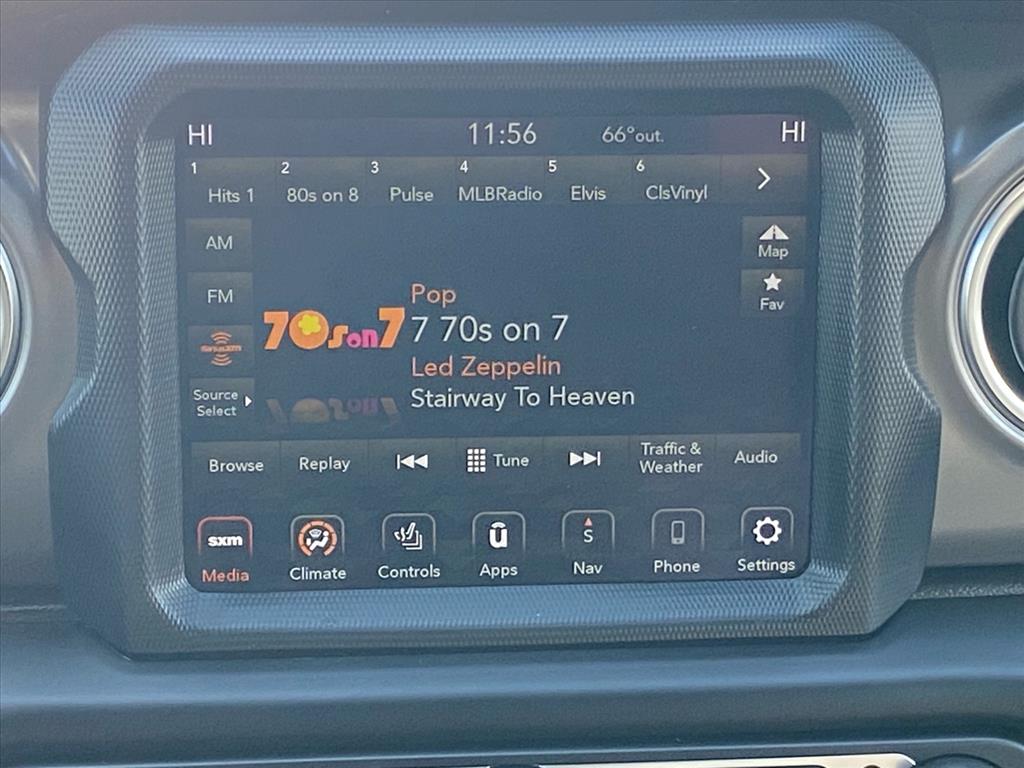 HI 11:56 66°out. HI
1 2 3 4 5 6
Hits 1 80s on 8 Pulse MLBRadio Elvis ClsVinyl
AM
Map
FM
Fav
70s on 7
Pop
7 70s on 7
Led Zeppelin
Stairway To Heaven
SiriusXM
Source
Select
Browse Replay Tune Traffic &
Weather Audio
sxm
ū
S
Media Climate Controls Apps Nav Phone Settings